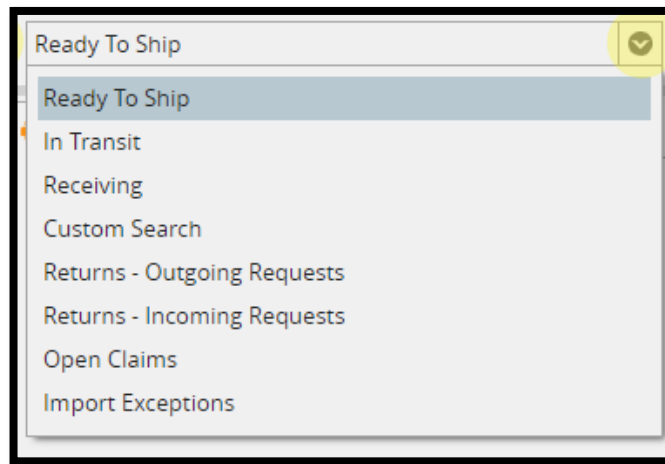 Ready To Ship
Ready To Ship
In Transit
Receiving
Custom Search
Returns - Outgoing Requests
Returns - Incoming Requests
Open Claims
Import Exceptions